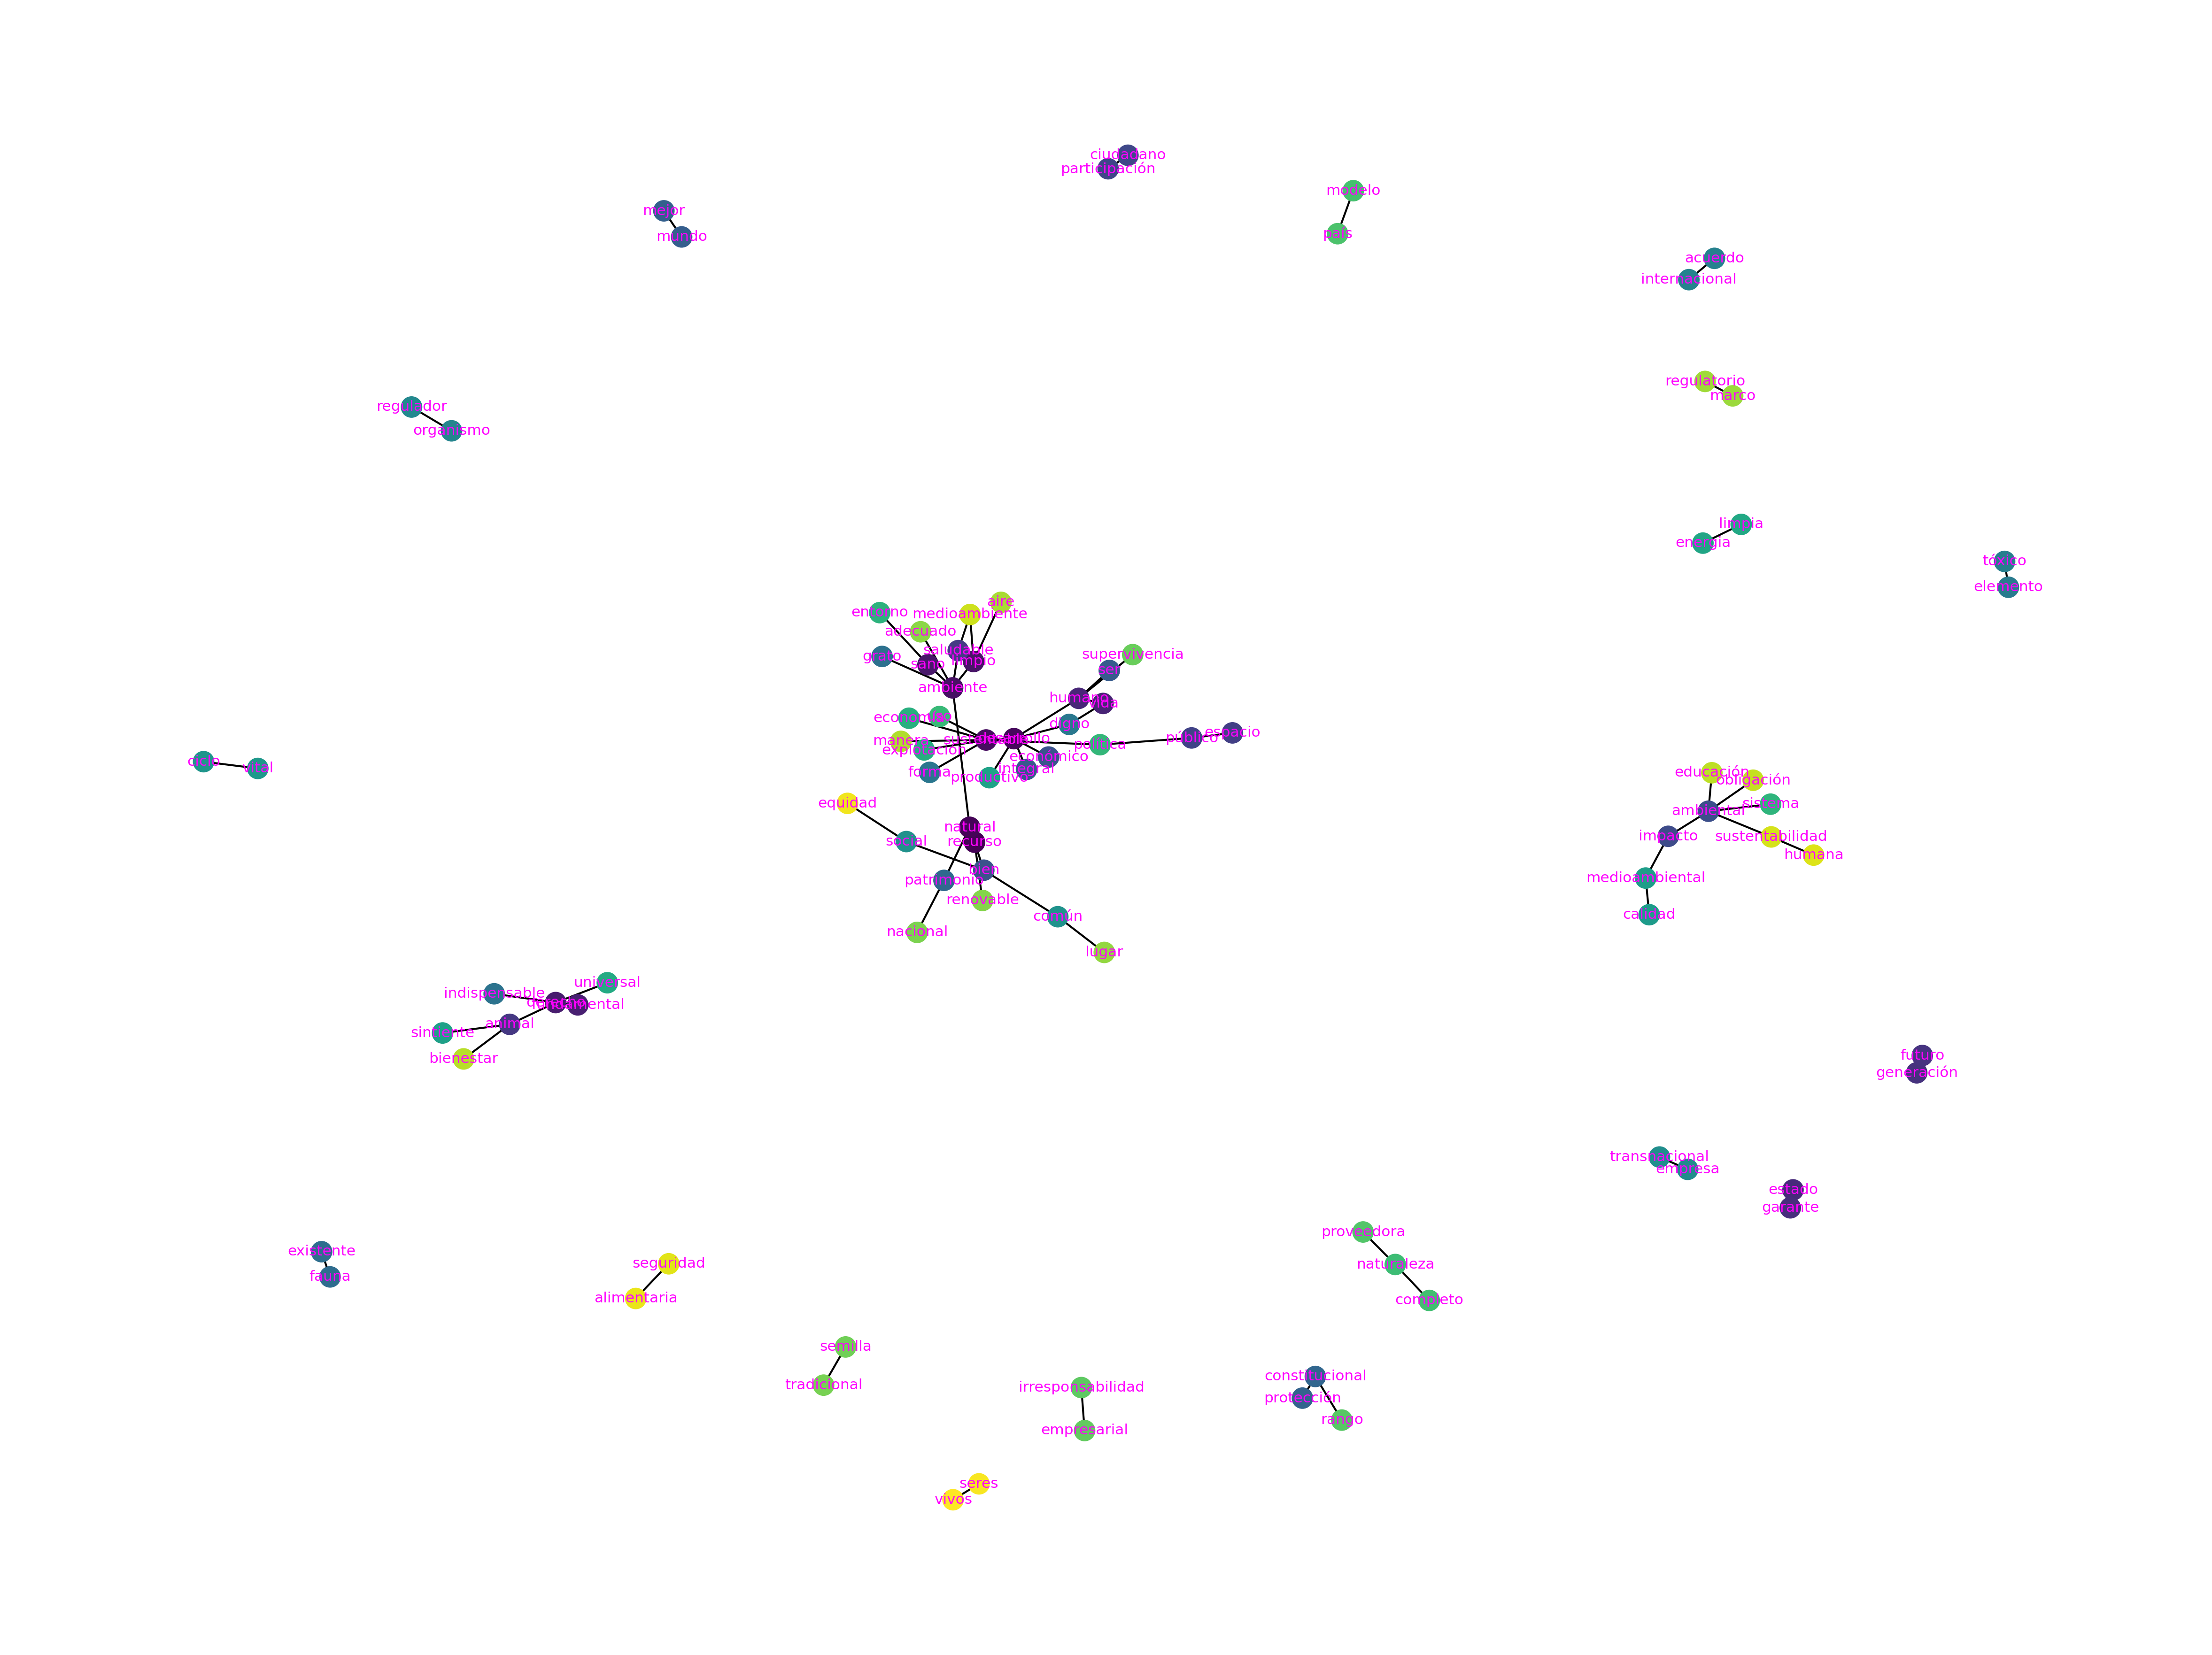 ciudadano
participación
modelo
mejor
país
mundo
acuerdo
internacional
regulatorio
marco
regulador
organismo
limpia
energía
tóxico
elemento
aire
entorno
medioambiente
adecuado
saludable
supervivencia
grato
limpio
sano
ser
ambiente
humano
vida
economía
uso
digno
espacio
público
manera
desarrollo
política
explotación
económico
ciclo
vital
forma
integral
productivo
educación
obligación
equidad
sistema
ambiental
natural
impacto
sustentabilidad
social
recurso
humana
bien
medioambiental
patrimonio
renovable
calidad
común
nacional
lugar
universal
indispensable
derecho
fundamental
animal
sintiente
bienestar
futuro
generación
transnacional
empresa
estado
garante
proveedora
existente
seguridad
naturaleza
fauna
alimentaria
completo
semilla
constitucional
tradicional
irresponsabilidad
protección
rango
empresarial
seres
vivos